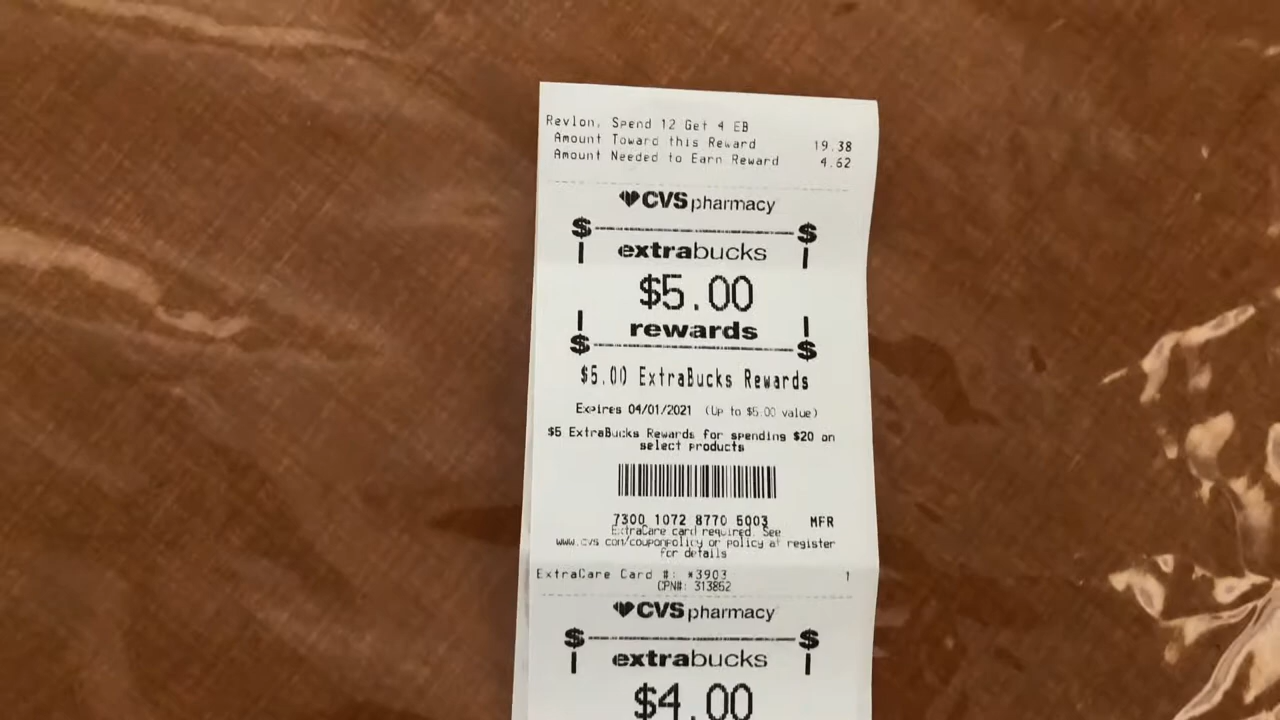 Revlon, Spend 12 Get 4 EB
Amount Toward this Reward 19.38
Amount Needed to Earn Reward 4.62
CVS pharmacy
$ $
extrabucks
$5.00
rewards
$ $
$5.00 ExtraBucks Rewards
Expires 04/01/2021 (Up to $5.00 value)
$5 ExtraBucks Rewards for spending $20 on
select products
7300 1072 8770 5003 MFR
ExtraCare card required. See
www.cvs.com/couponpolicy or policy at register
for details
ExtraCare Card #: *3903 1
CPN#: 313852
CVS pharmacy
$ $
extrabucks
$4.00